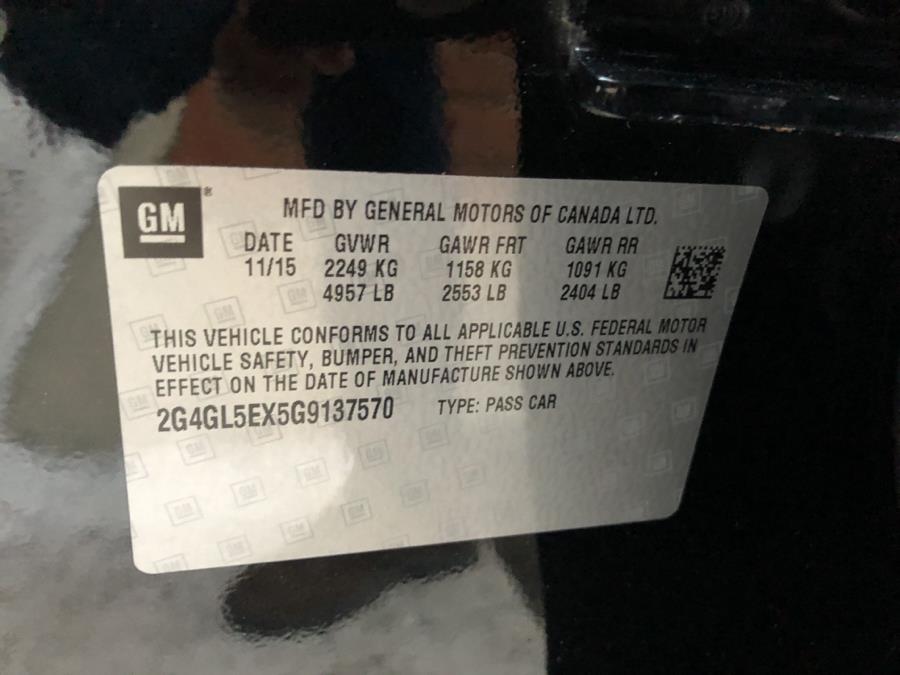 GM®
MFD BY GENERAL MOTORS OF CANADA LTD.
DATE GVWR GAWR FRT GAWR RR
11/15 2249 KG 1158 KG 1091 KG
4957 LB 2553 LB 2404 LB
THIS VEHICLE CONFORMS TO ALL APPLICABLE U.S. FEDERAL MOTOR
VEHICLE SAFETY, BUMPER, AND THEFT PREVENTION STANDARDS IN
EFFECT ON THE DATE OF MANUFACTURE SHOWN ABOVE.
2G4GL5EX5G9137570 TYPE: PASS CAR